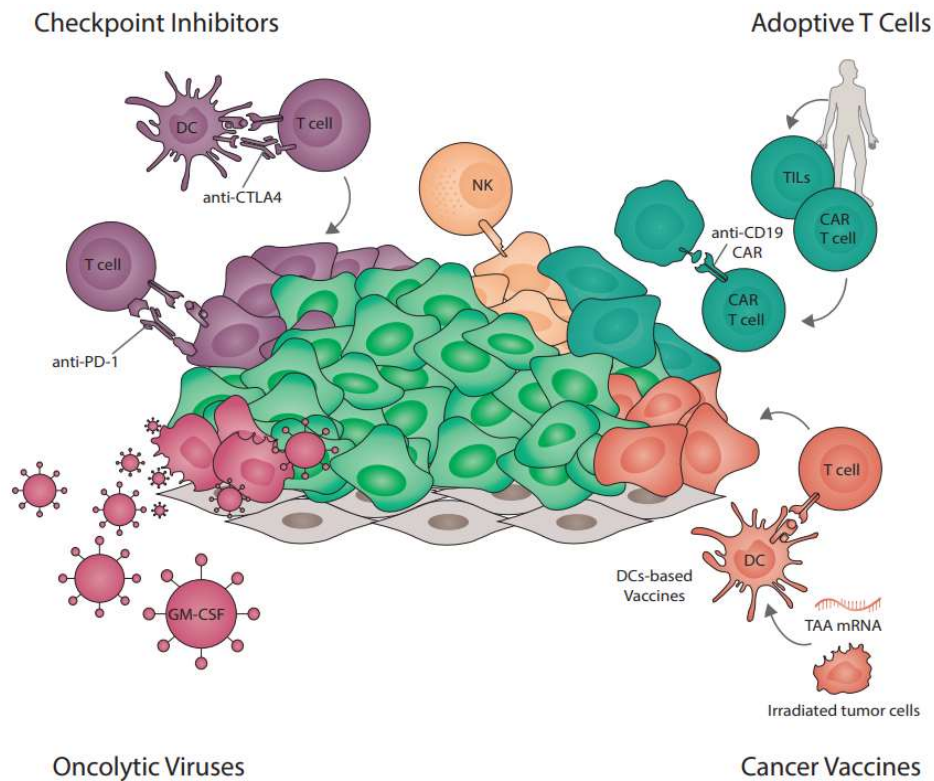 Checkpoint Inhibitors
Adoptive T Cells
DC
T cell
anti-CTLA4
NK
TILs
CAR
T cell
anti-CD19
CAR
CAR
T cell
T cell
anti-PD-1
T cell
DC
DCs-based
Vaccines
TAA mRNA
Irradiated tumor cells
GM-CSF
Oncolytic Viruses
Cancer Vaccines